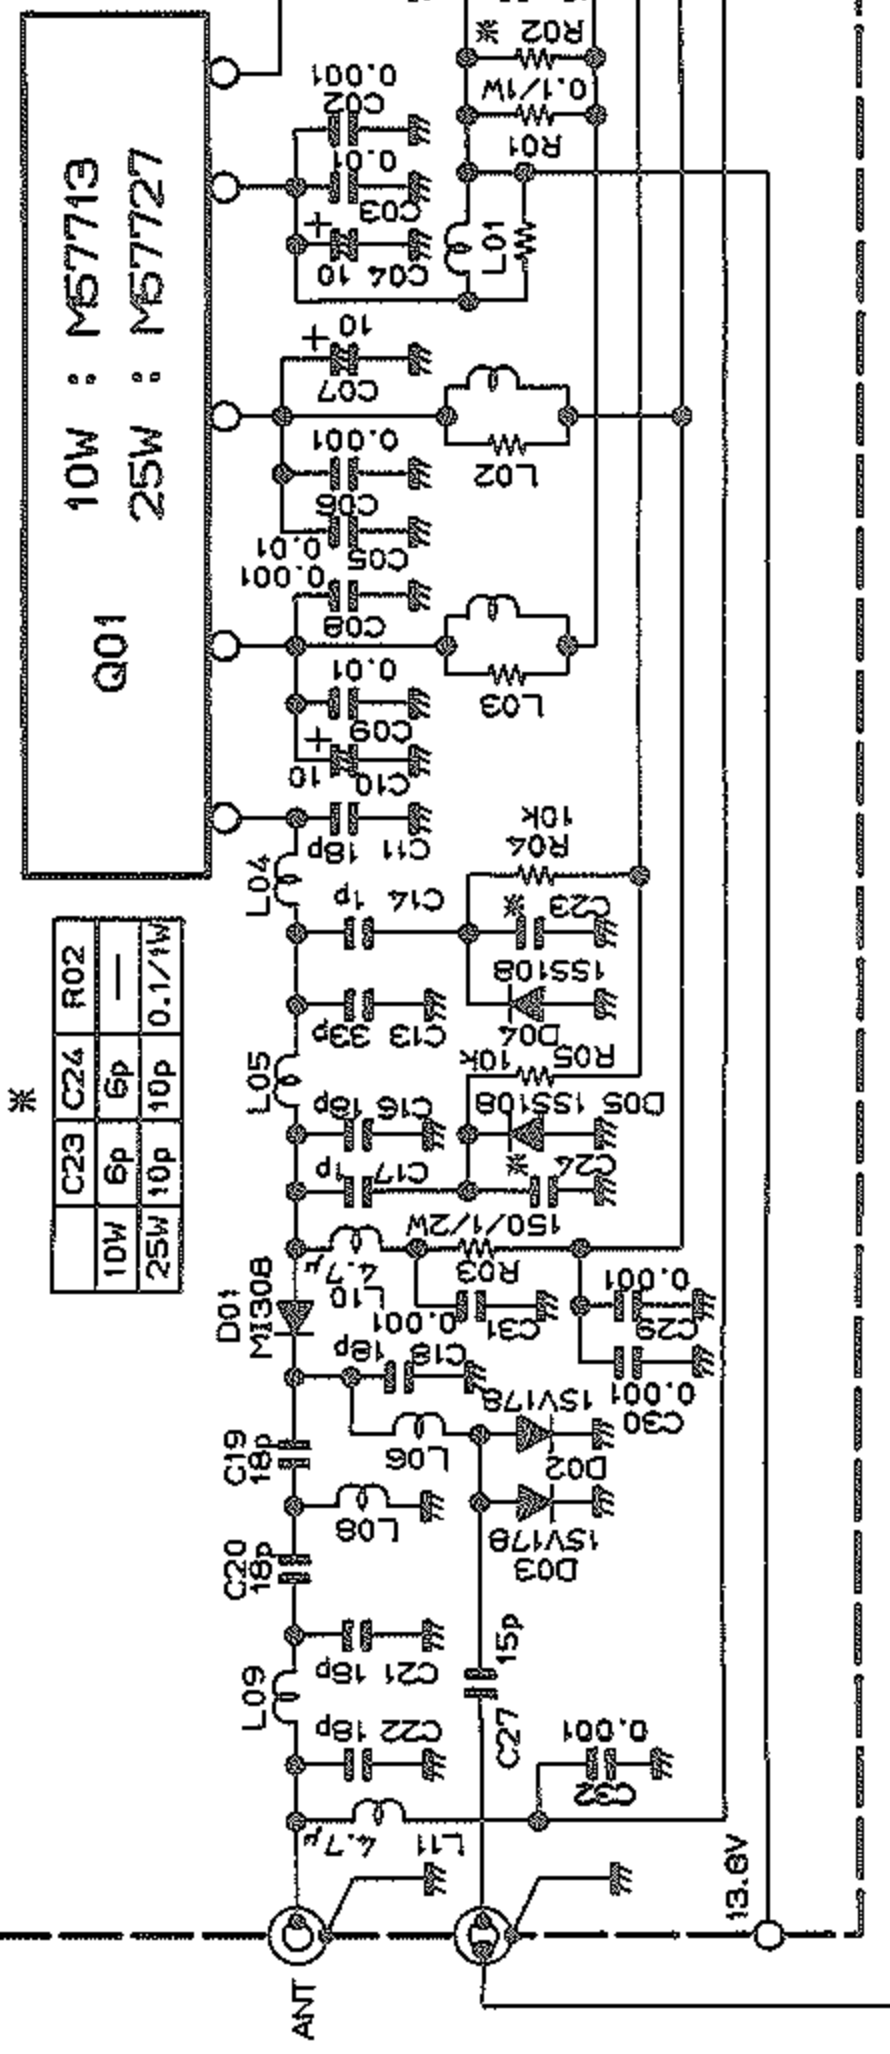 10W : M57713
25W : M57727
Q01
0.001
C02
0.01
C03
+
10
C04
※ R02
0.1/1W
R01
L01
+
10
C07
0.001
C06
0.01
C05
L02
0.001
C08
0.01
C09
+
10
C10
L03
18p
C11
L04
1p
C14
10k
R04
※
C23
1SS108
D04
33p
C13
L05
10k
R05
18p
C16
1SS108
D05
1p
C17
※
C24
※
C23 C24 R02
10W 6p 6p —
25W 10p 10p 0.1/1W
150/1/2W
R03
4.7μ
L10
D01
MI308
0.001
C31
0.001
C29
0.001
C30
18p
C18
1SV178
D02
L06
C19
18p
L08
1SV178
D03
C20
18p
18p
C21
L09
15p
C27
18p
C22
0.001
C32
4.7μ
L11
13.8V
ANT